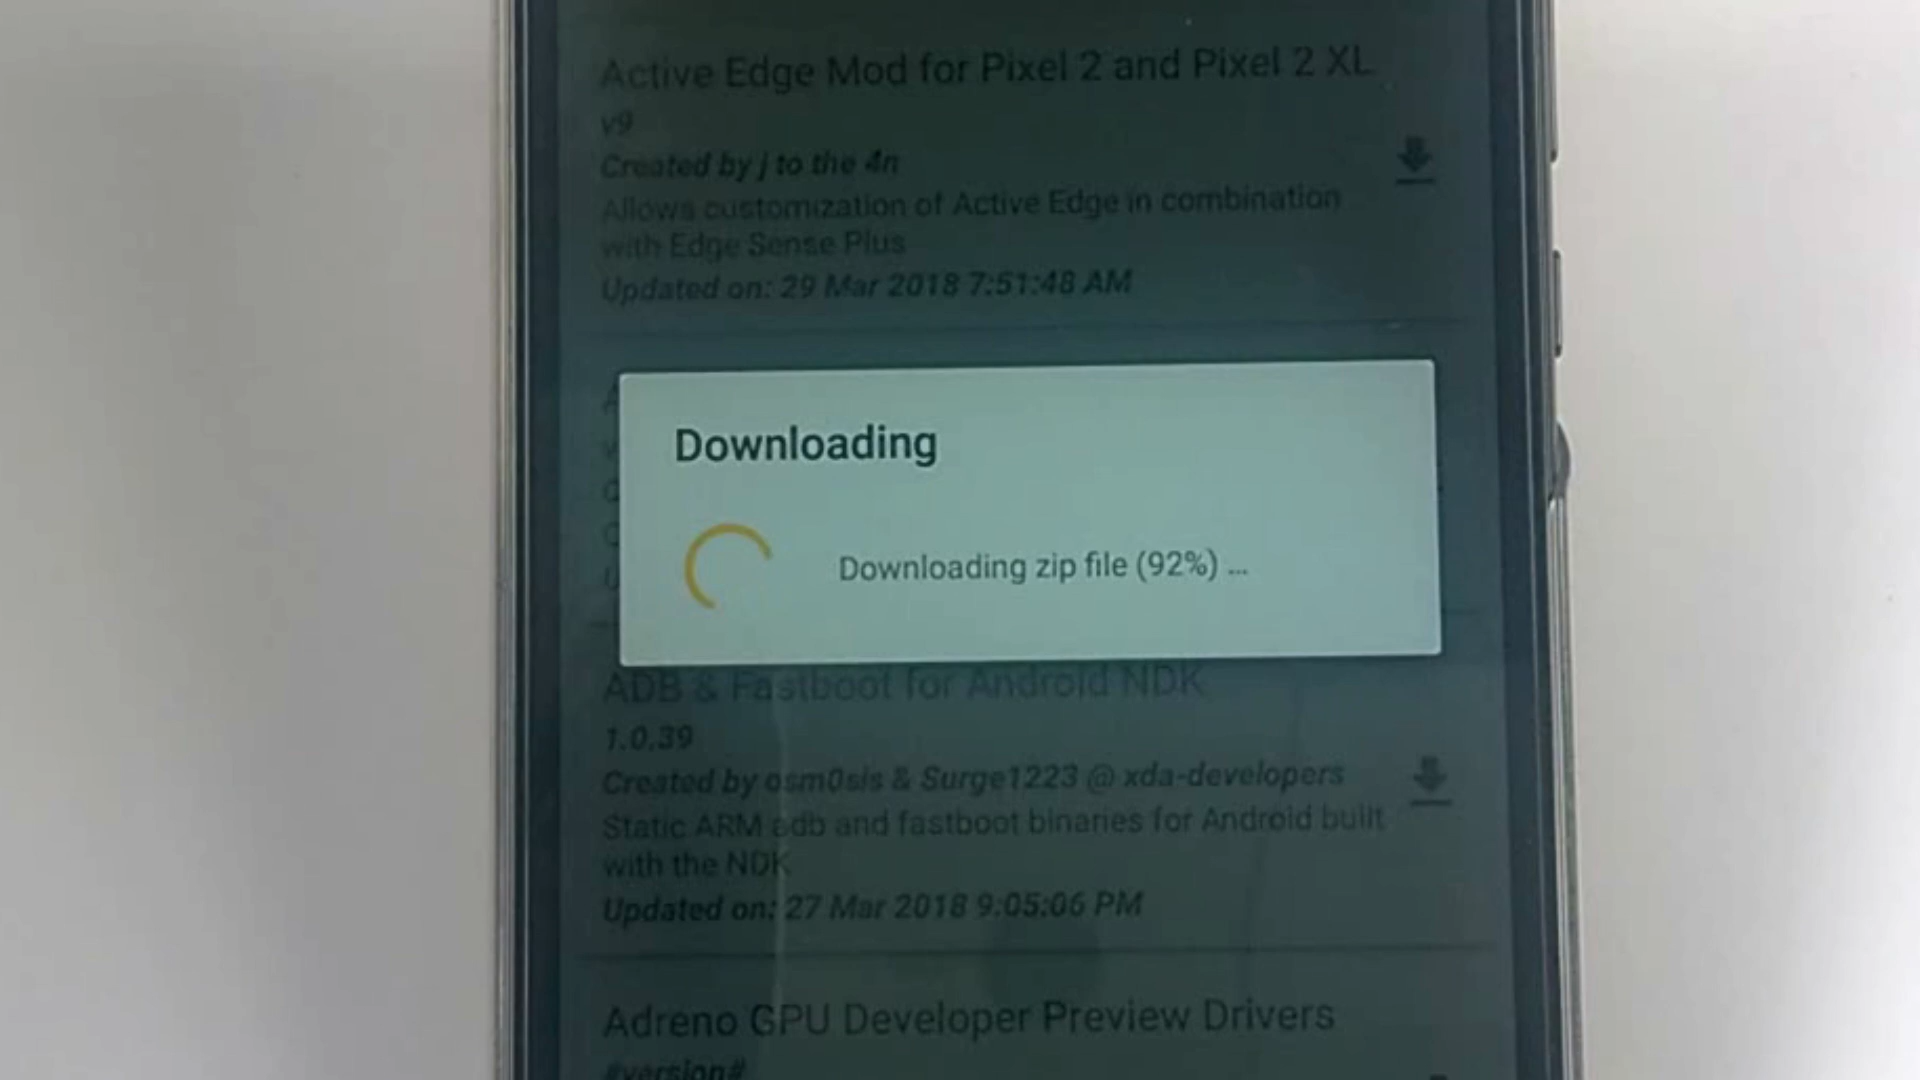 Active Edge Mod for Pixel 2 and Pixel 2 XL
v9
Created by j to the 4n
Allows customization of Active Edge in combination
with Edge Sense Plus
Updated on: 29 Mar 2018 7:51:48 AM
Downloading
Downloading zip file (92%) ...
ADB & Fastboot for Android NDK
1.0.39
Created by osm0sis & Surge1223 @ xda-developers
Static ARM adb and fastboot binaries for Android built
with the NDK
Updated on: 27 Mar 2018 9:05:06 PM
Adreno GPU Developer Preview Drivers
#version#